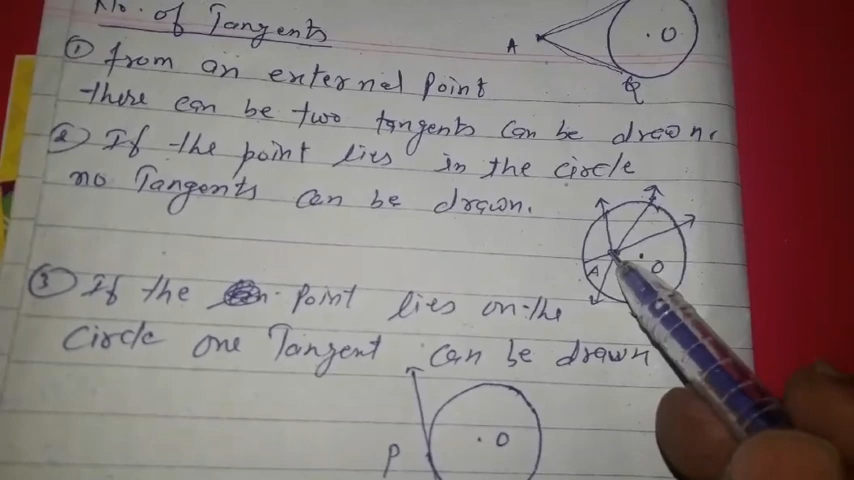 No. of Tangents
A
O
Q
① from an external point
there can be two tangents can be drawn.
② If the point lies in the circle
no Tangents can be drawn.
A
O
③ If the point lies on the
circle one Tangent can be drawn
P
O